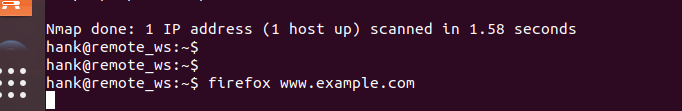 Nmap done: 1 IP address (1 host up) scanned in 1.58 seconds
hank@remote_ws:~$
hank@remote_ws:~$
hank@remote_ws:~$ firefox www.example.com